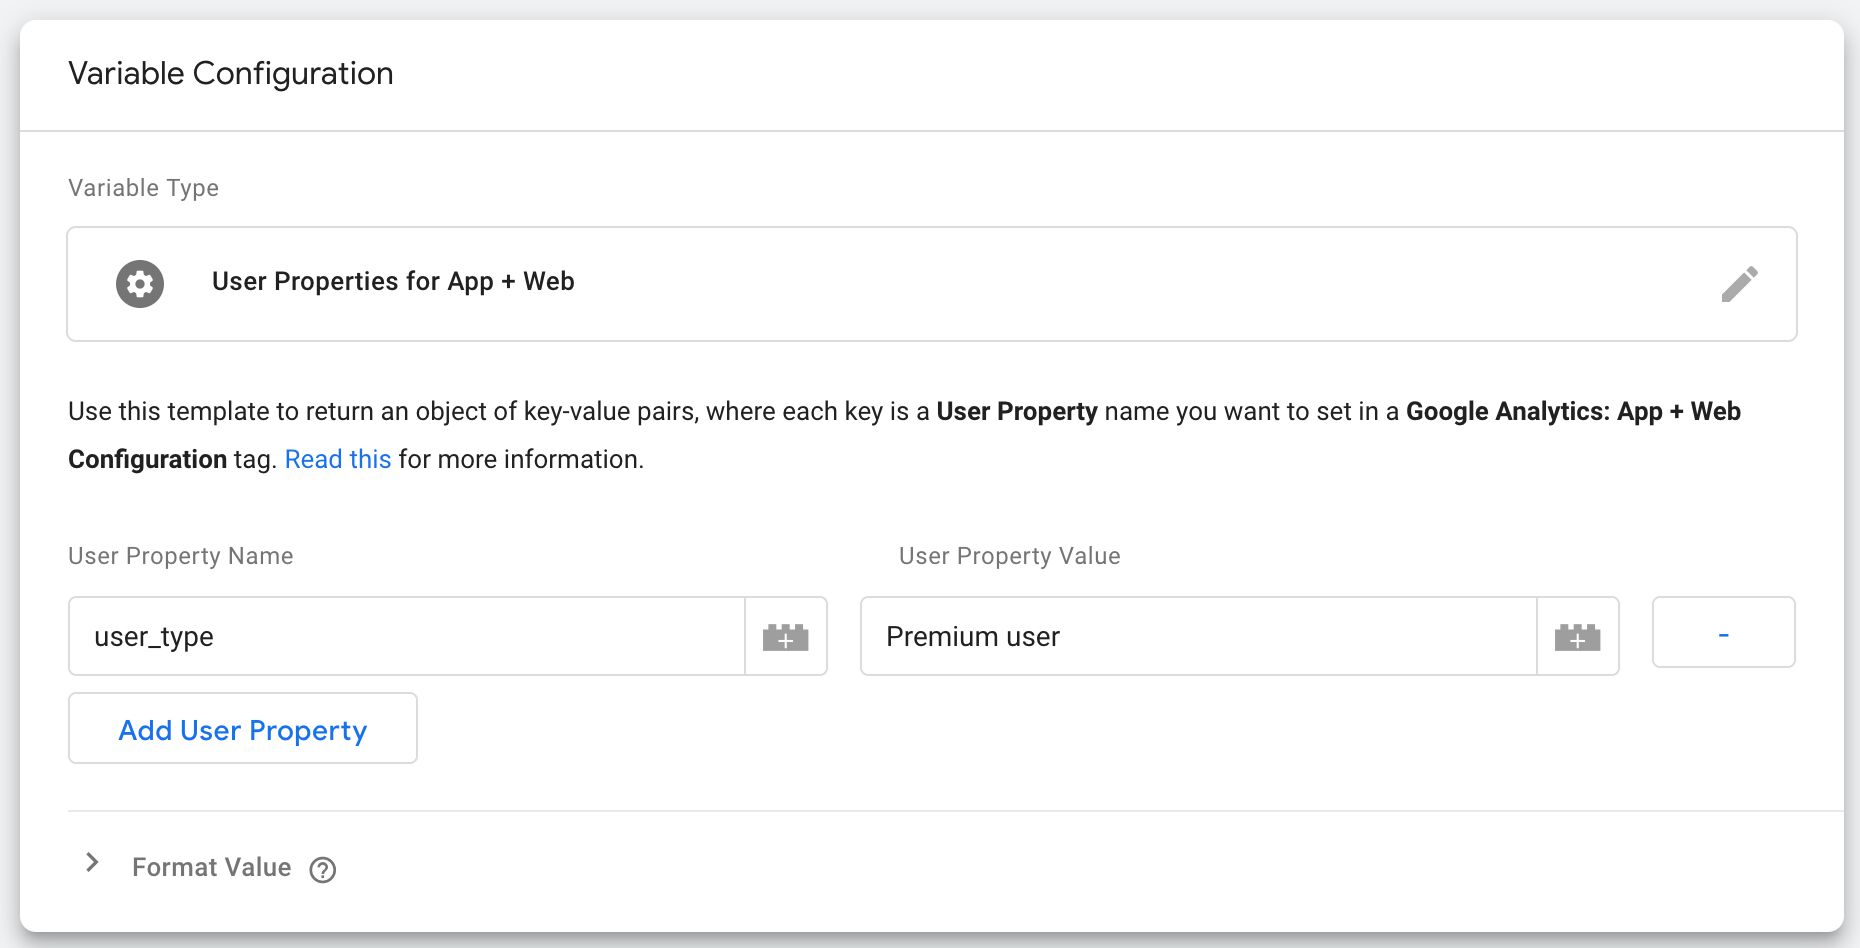 Variable Configuration
Variable Type
User Properties for App + Web
Use this template to return an object of key-value pairs, where each key is a User Property name you want to set in a Google Analytics: App + Web
Configuration tag. Read this for more information.
User Property Name
User Property Value
user_type
Premium user
-
Add User Property
Format Value